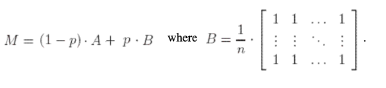 M = (1 − p) · A + p · B where B = 1/n · [ 1 1 … 1
⋮ ⋮ ⋱ ⋮
1 1 … 1 ] .